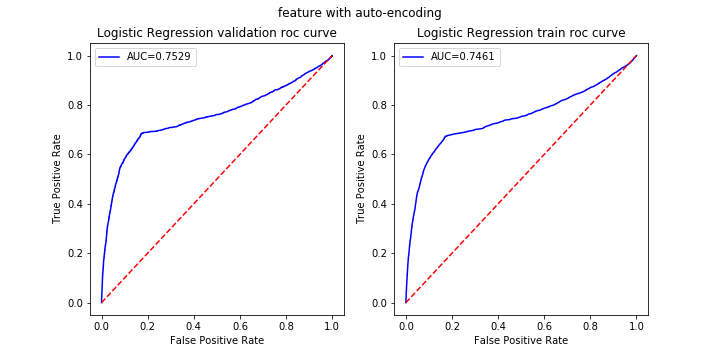 feature with auto-encoding
Logistic Regression validation roc curve
AUC=0.7529
True Positive Rate
1.0
0.8
0.6
0.4
0.2
0.0
0.0 0.2 0.4 0.6 0.8 1.0
False Positive Rate
Logistic Regression train roc curve
AUC=0.7461
True Positive Rate
1.0
0.8
0.6
0.4
0.2
0.0
0.0 0.2 0.4 0.6 0.8 1.0
False Positive Rate